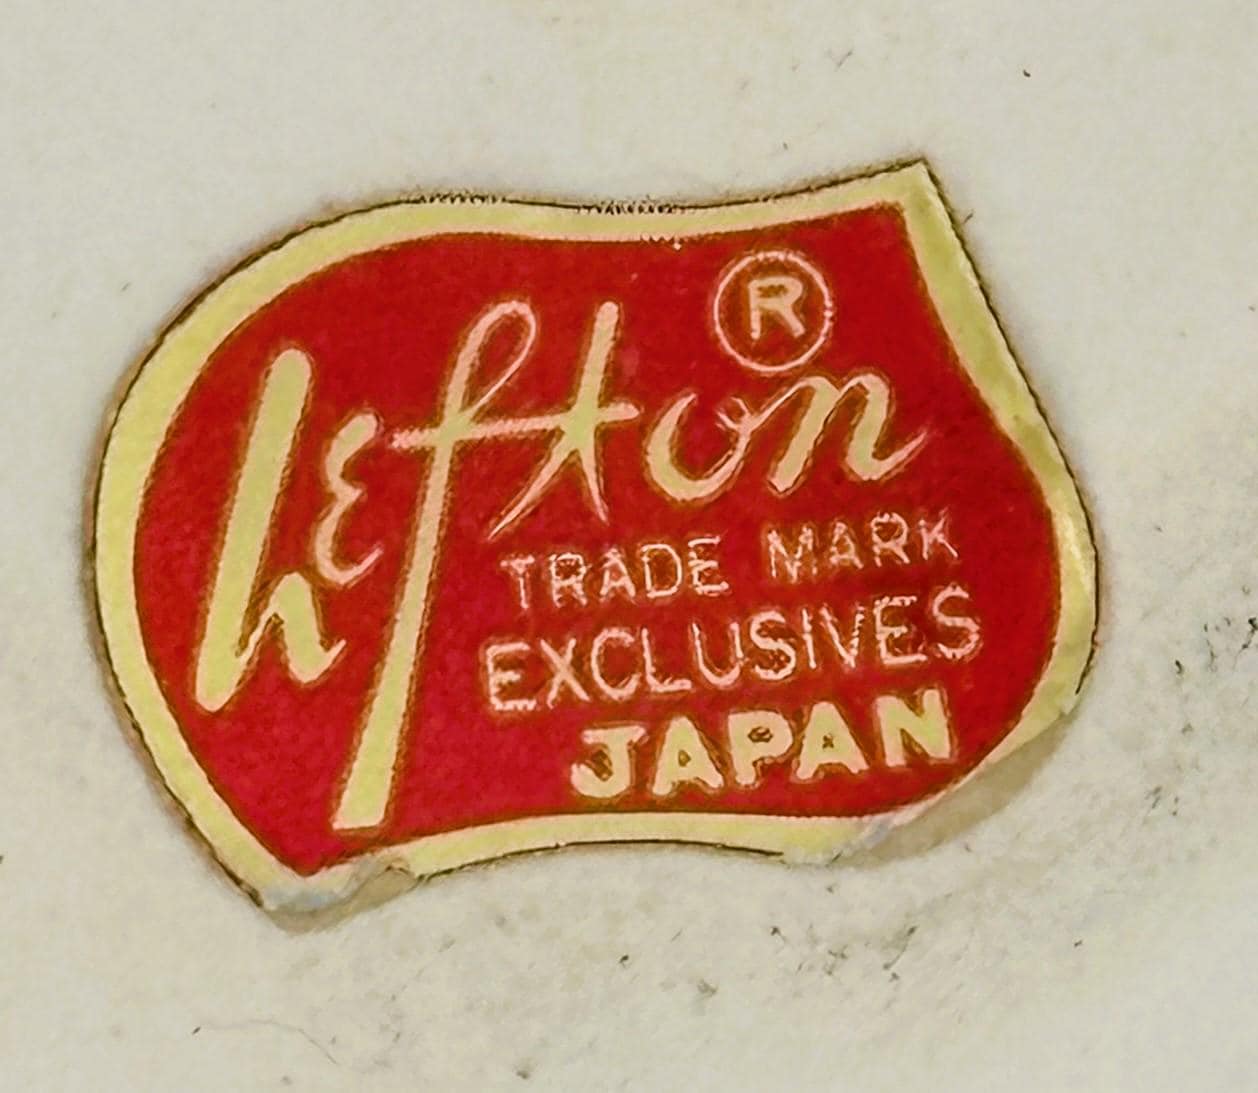 Lefton ®
TRADE MARK
EXCLUSIVES
JAPAN